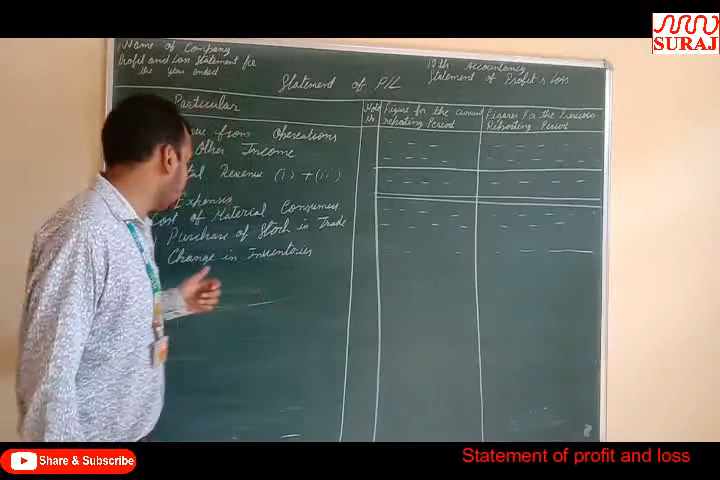 SURAJ
Name of Company
Profit and Loss Statement for
the year ended
Statement of P/L
12th Accountancy
Statement of Profit & Loss
Particular
Note No
Figure for the current reporting Period
Figures For the Previous Reporting Period
from Operations
Other Income
Revenue (i) + (ii)
Expenses
Cost of Material Consumed
Purchase of Stock in Trade
Change in Inventories
Share & Subscribe
Statement of profit and loss